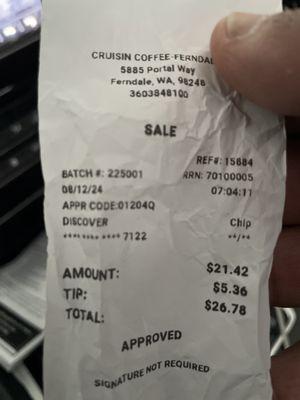 CRUISIN COFFEE-FERNDAL
5885 Portal Way
Ferndale, WA, 98248
3603848100
SALE
REF#: 15684
BATCH #: 225001 RRN: 70100005
08/12/24 07:04:11
APPR CODE:01204Q
DISCOVER Chip
************7122 **/**
AMOUNT: $21.42
TIP: $5.36
TOTAL: $26.78
APPROVED
SIGNATURE NOT REQUIRED